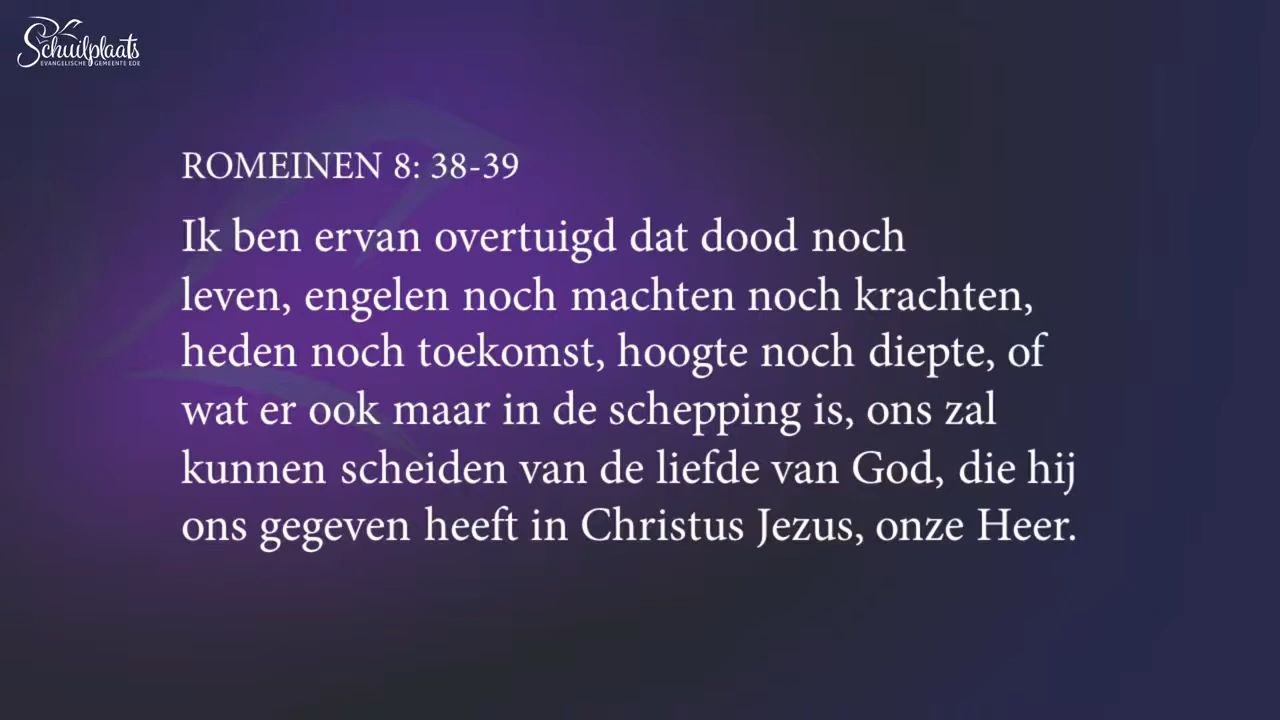 Schuilplaats
EVANGELISCHE GEMEENTE EDE
ROMEINEN 8: 38-39
Ik ben ervan overtuigd dat dood noch
leven, engelen noch machten noch krachten,
heden noch toekomst, hoogte noch diepte, of
wat er ook maar in de schepping is, ons zal
kunnen scheiden van de liefde van God, die hij
ons gegeven heeft in Christus Jezus, onze Heer.